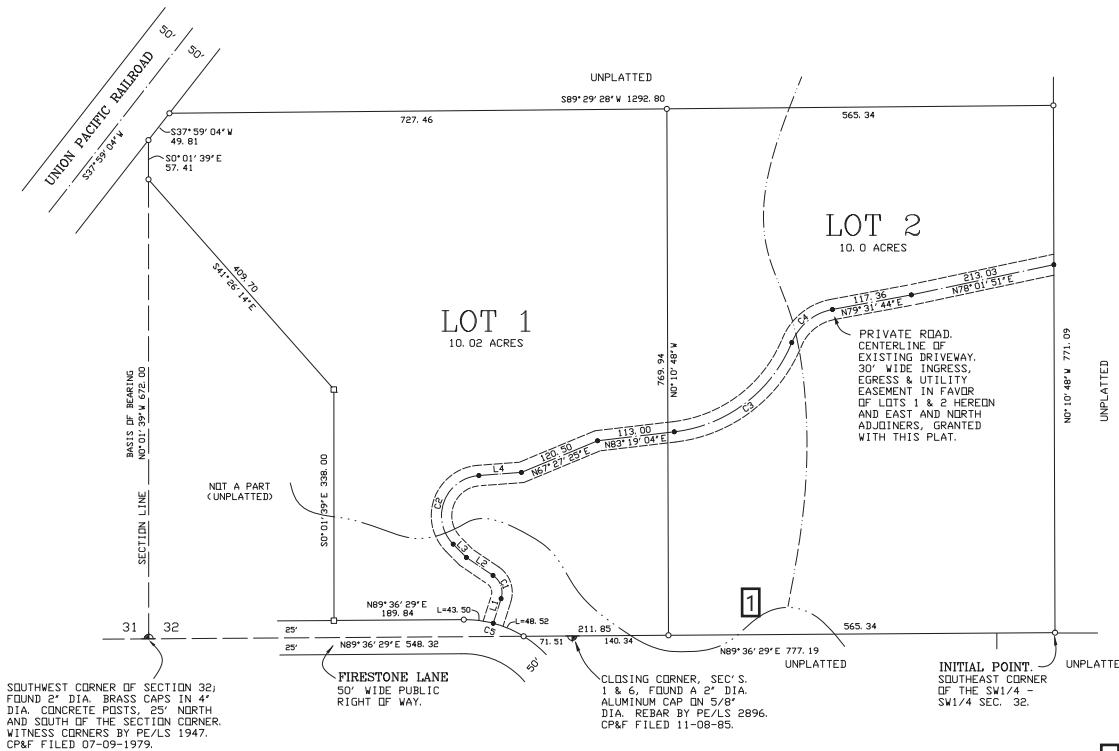 50'
50'
UNION PACIFIC RAILROAD
S37°59'04"W
S37°59'04"W
49.81
S0°01'39"E
57.41
UNPLATTED
S89°29'28"W 1292.80
727.46
565.34
LOT 2
10.0 ACRES
213.03
N78°01'51"E
117.36
N79°31'44"E
C4
PRIVATE ROAD.
CENTERLINE OF
EXISTING DRIVEWAY.
30' WIDE INGRESS,
EGRESS & UTILITY
EASEMENT IN FAVOR
OF LOTS 1 & 2 HEREON
AND EAST AND NORTH
ADJOINERS, GRANTED
WITH THIS PLAT.
409.70
S41°26'14"E
LOT 1
10.02 ACRES
769.94
N0°10'48"W
N0°10'48"W 771.09
UNPLATTED
BASIS OF BEARING
N0°01'39"W 672.00
SECTION LINE
C3
113.00
N83°19'04"E
120.50
N67°27'25"E
L4
C2
NOT A PART
(UNPLATTED)
S0°01'39"E 338.00
L3
L2
C1
L1
1
N89°36'29"E
189.84
L=43.50
L=48.52
C5
31
32
25'
25'
N89°36'29"E 548.32
71.51
211.85
140.34
565.34
N89°36'29"E 777.19
UNPLATTED
50'
SOUTHWEST CORNER OF SECTION 32;
FOUND 2" DIA. BRASS CAPS IN 4"
DIA. CONCRETE POSTS, 25' NORTH
AND SOUTH OF THE SECTION CORNER.
WITNESS CORNERS BY PE/LS 1947.
CP&F FILED 07-09-1979.
FIRESTONE LANE
50' WIDE PUBLIC
RIGHT OF WAY.
CLOSING CORNER, SEC'S.
1 & 6, FOUND A 2" DIA.
ALUMINUM CAP ON 5/8"
DIA. REBAR BY PE/LS 2896.
CP&F FILED 11-08-85.
INITIAL POINT.
SOUTHEAST CORNER
OF THE SW1/4 -
SW1/4 SEC. 32.
UNPLATTE